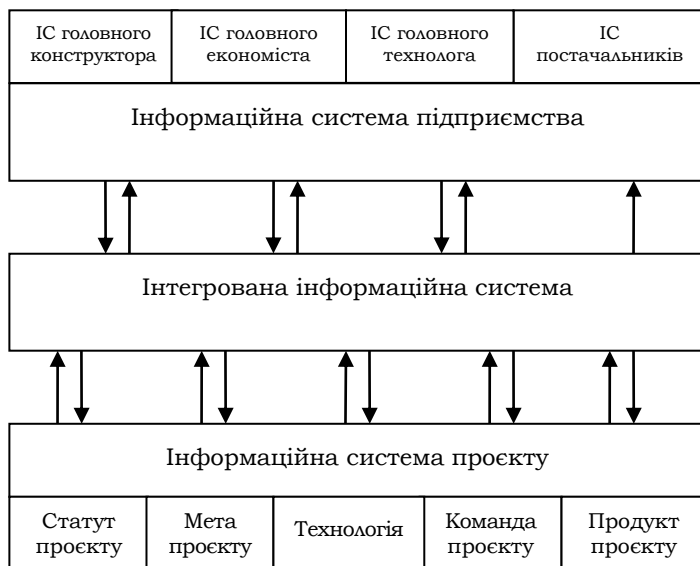 ІС головного
конструктора
ІС головного
економіста
ІС головного
технолога
ІС
постачальників
Інформаційна система підприємства
Інтегрована інформаційна система
Інформаційна система проєкту
Статут
проєкту
Мета
проєкту
Технологія
Команда
проєкту
Продукт
проєкту